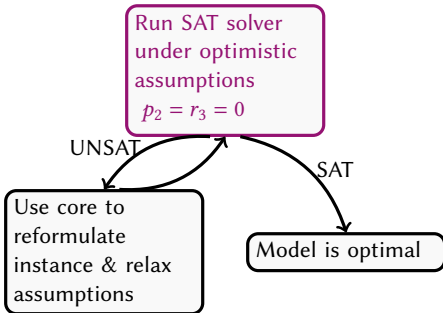 Run SAT solver
under optimistic
assumptions
p₂ = r₃ = 0
UNSAT
SAT
Use core to
reformulate
instance & relax
assumptions
Model is optimal